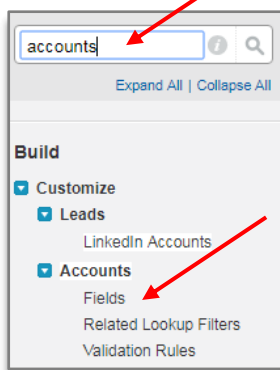 accounts
Expand All | Collapse All
Build
Customize
Leads
LinkedIn Accounts
Accounts
Fields
Related Lookup Filters
Validation Rules